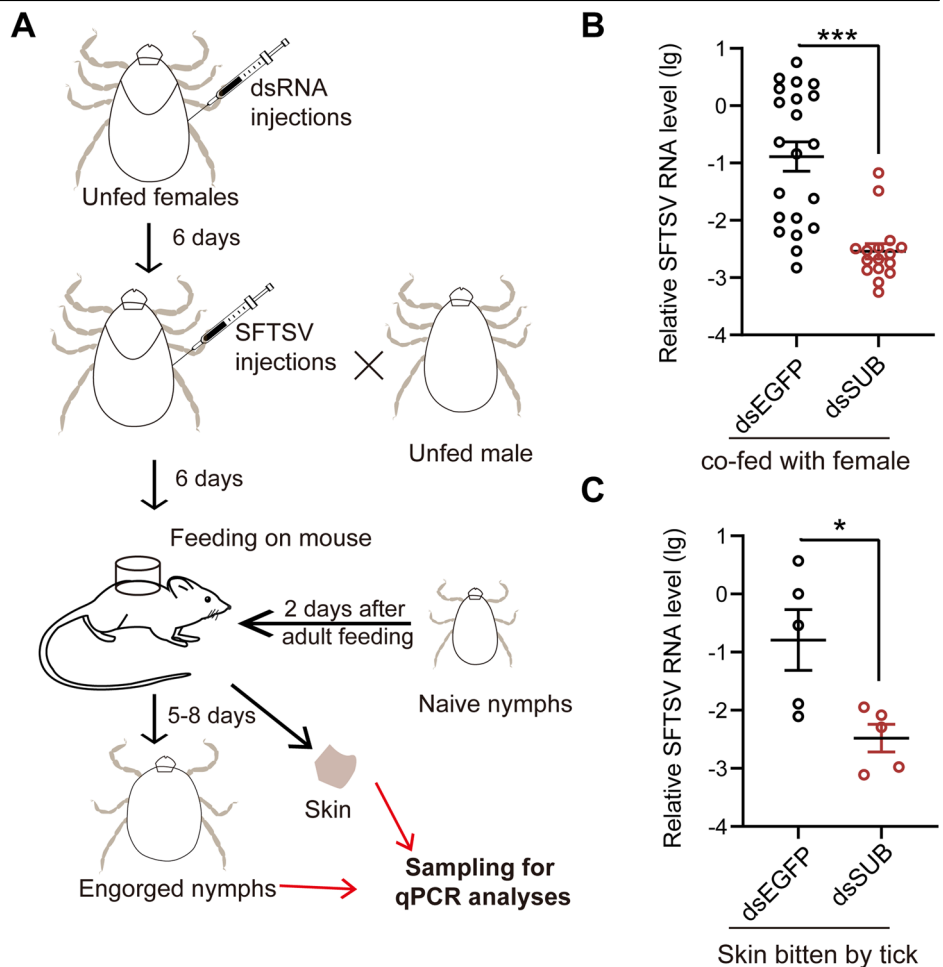 A
dsRNA
injections
Unfed females
6 days
SFTSV
injections
Unfed male
6 days
Feeding on mouse
2 days after
adult feeding
Naive nymphs
5-8 days
Skin
Engorged nymphs
Sampling for
qPCR analyses
B
***
Relative SFTSV RNA level (lg)
1
0
-1
-2
-3
-4
dsEGFP
dsSUB
co-fed with female
C
*
Relative SFTSV RNA level (lg)
1
0
-1
-2
-3
-4
dsEGFP
dsSUB
Skin bitten by tick